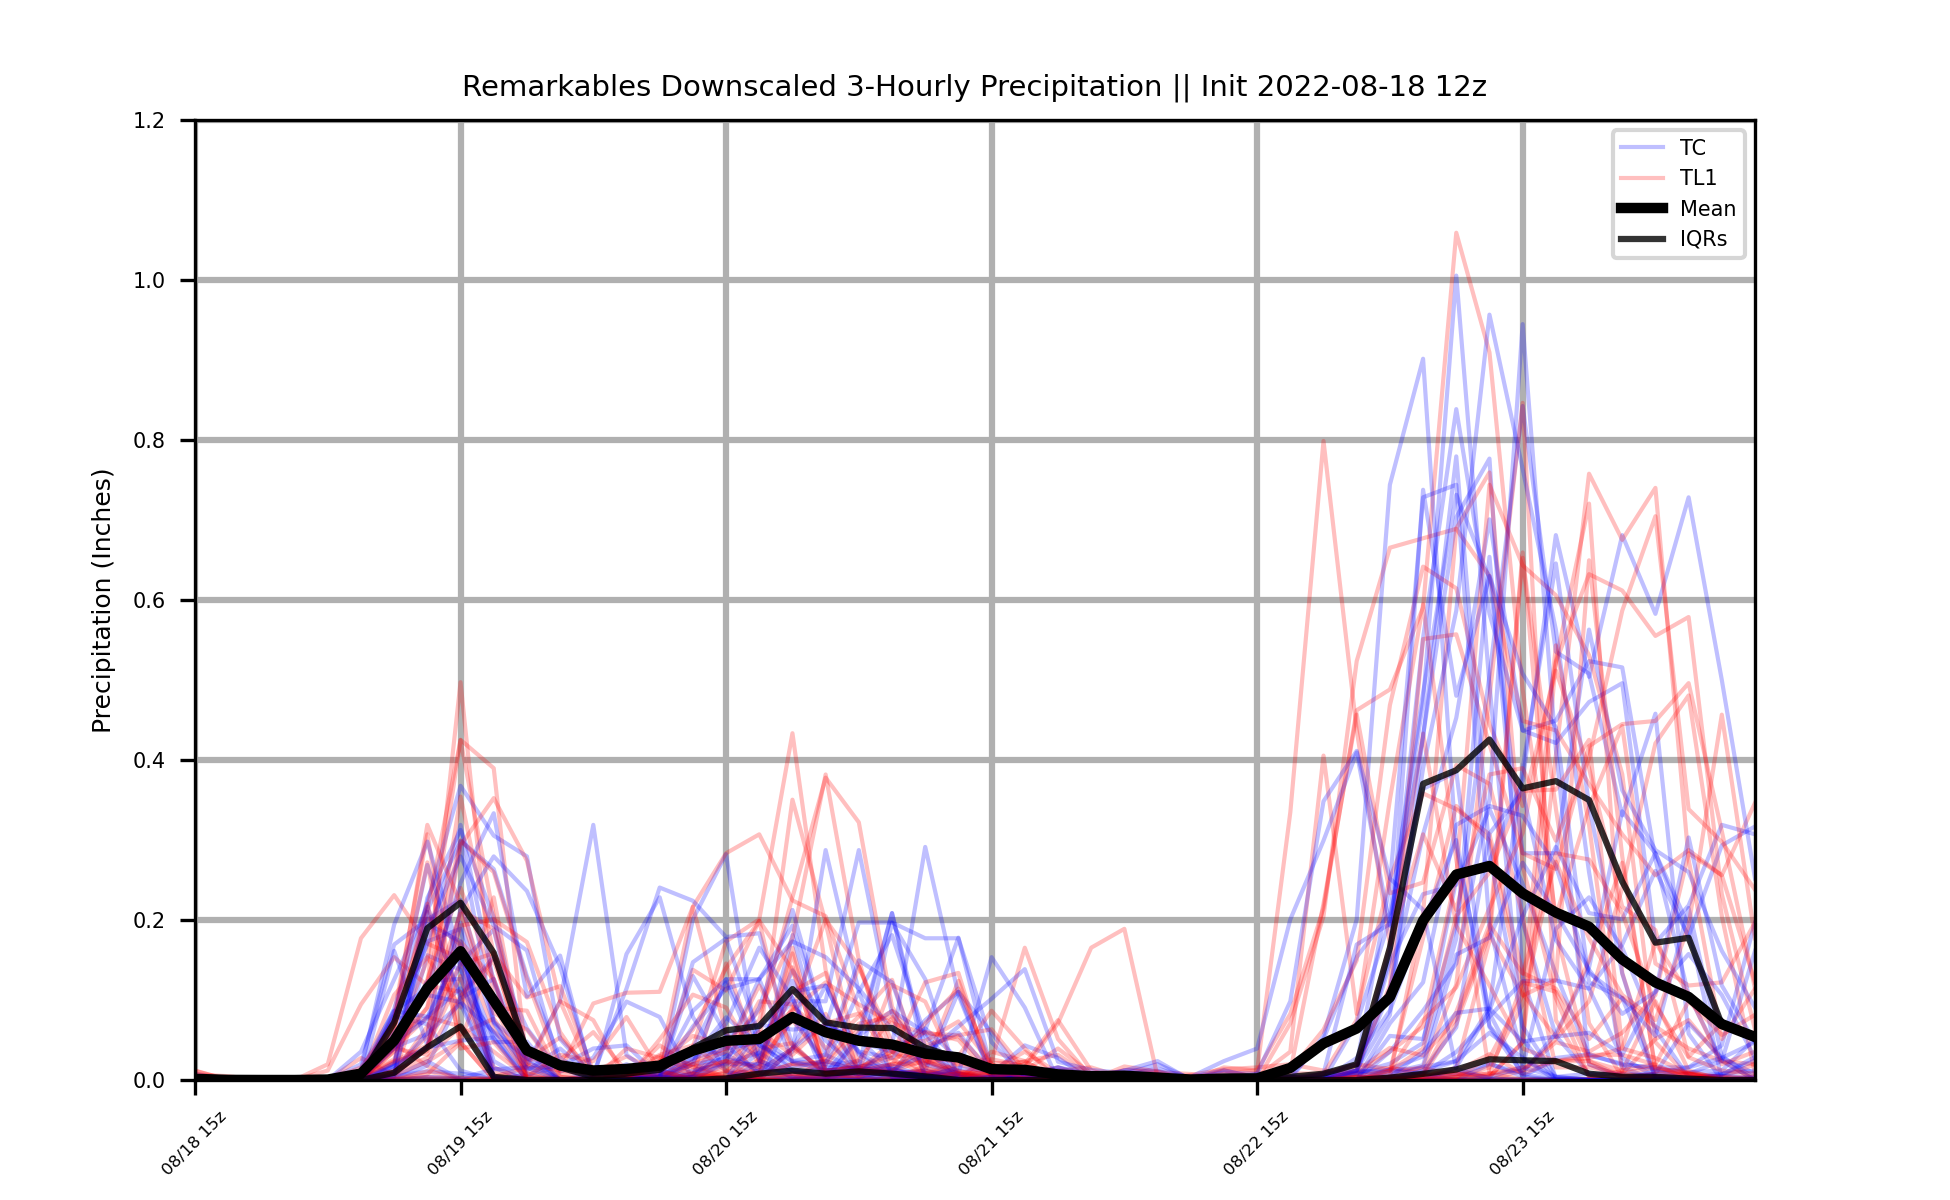 Remarkables Downscaled 3-Hourly Precipitation || Init 2022-08-18 12z
1.2
1.0
0.8
0.6
0.4
0.2
0.0
Precipitation (Inches)
TC
TL1
Mean
IQRs
08/18 15z
08/19 15z
08/20 15z
08/21 15z
08/22 15z
08/23 15z